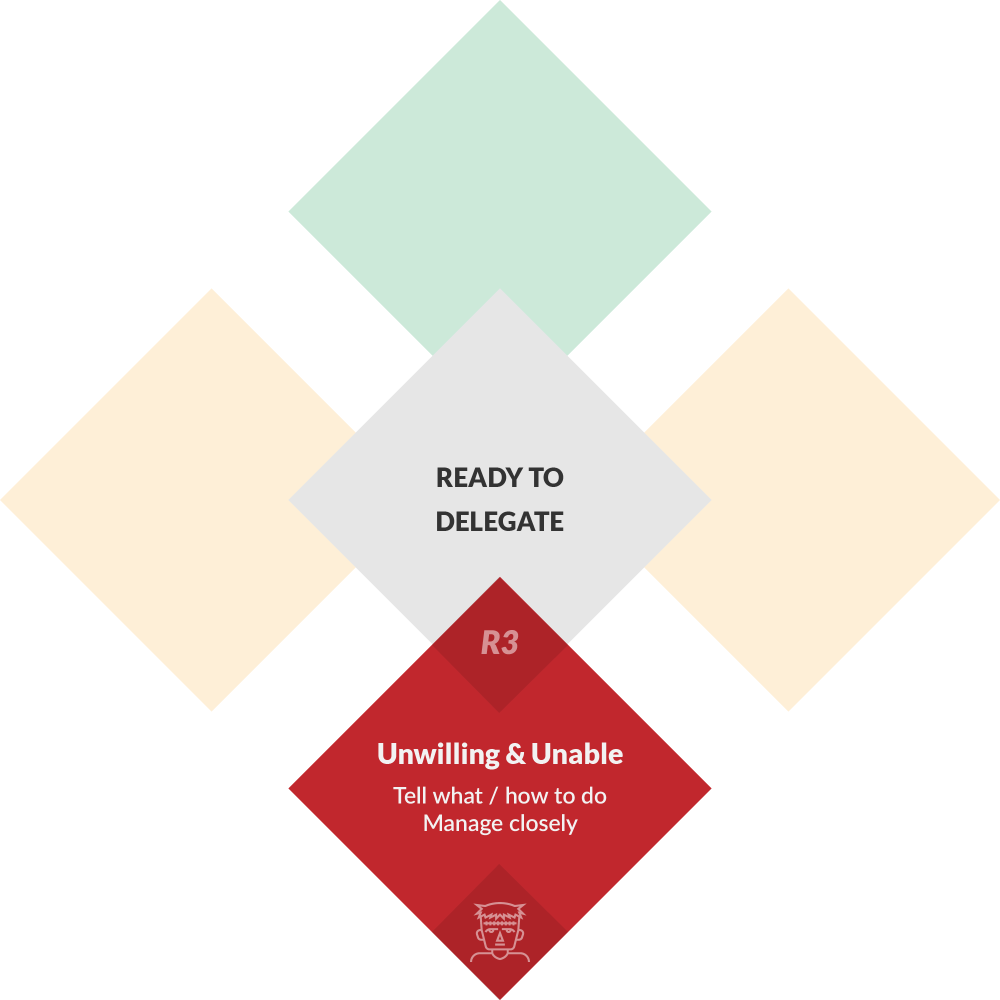 READY TO
DELEGATE
R3
Unwilling & Unable
Tell what / how to do
Manage closely